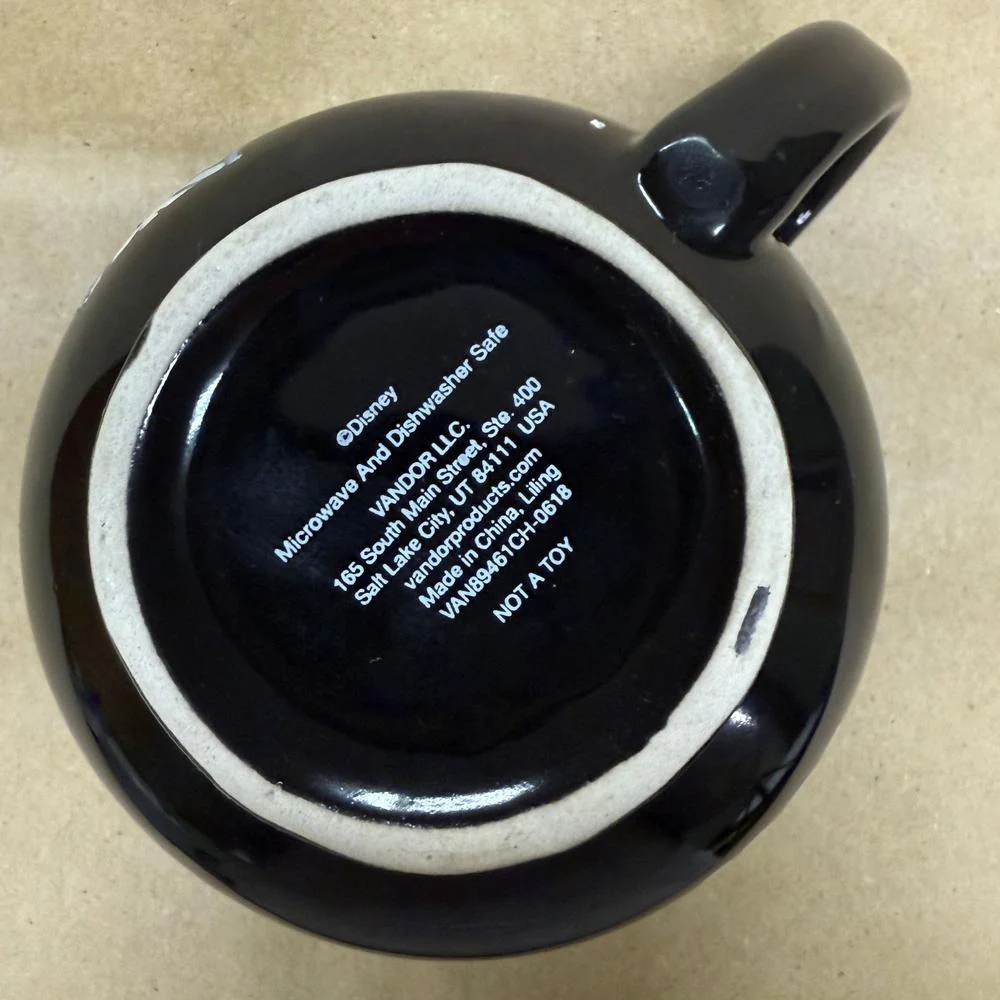 ©Disney
Microwave And Dishwasher Safe
VANDOR LLC.
165 South Main Street, Ste. 400
Salt Lake City, UT 84111 USA
vandorproducts.com
Made in China, Liling
VAN89461CH-0618
NOT A TOY